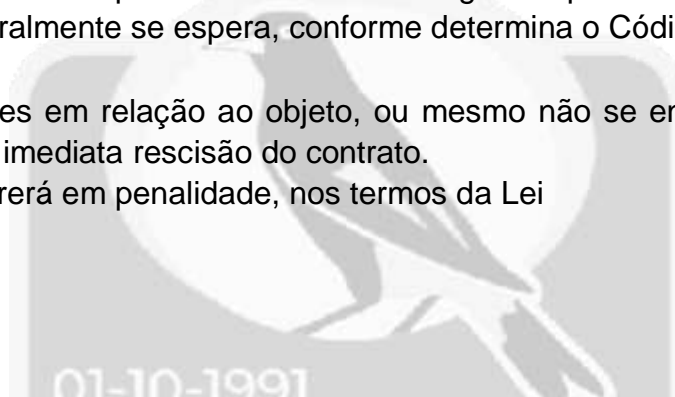 ralmente se espera, conforme determina o Códi
es em relação ao objeto, ou mesmo não se
imediata rescisão do contrato.
rerá em penalidade, nos termos da Lei
01-10-1991